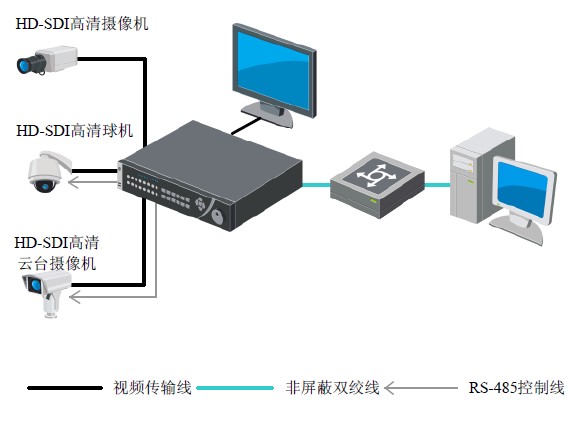 HD-SDI高清摄像机
HD-SDI高清球机
HD-SDI高清
云台摄像机
视频传输线
非屏蔽双绞线
RS-485控制线